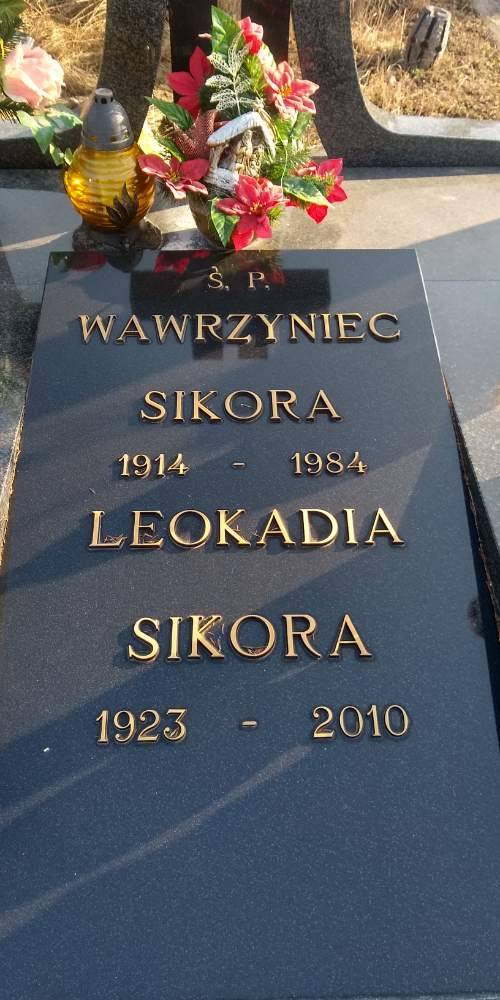 Ś. P.
WAWRZYNIEC
SIKORA
1914 - 1984
LEOKADIA
SIKORA
1923 - 2010